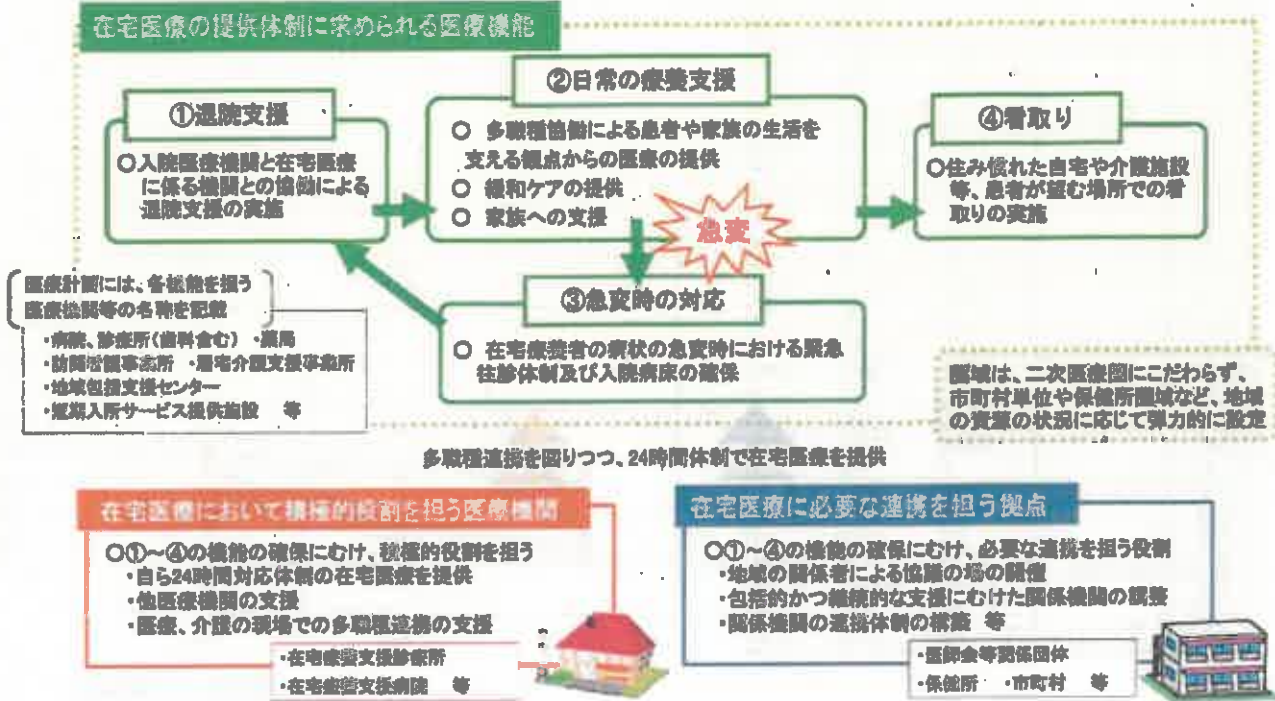 在宅医療の提供体制に求められる医療機能
①退院支援
○入院医療機関と在宅医療
に係る機関との協働による
退院支援の実施
②日常の療養支援
○ 多職種協働による患者や家族の生活を
支える観点からの医療の提供
○ 緩和ケアの提供
○ 家族への支援
急変
④看取り
○住み慣れた自宅や介護施設
等、患者が望む場所での看
取りの実施
③急変時の対応
○ 在宅療養者の病状の急変時における緊急
往診体制及び入院病床の確保
医療計画には、各機能を担う
医療機関等の名称を記載
・病院、診療所(歯科含む) ・薬局
・訪問看護事業所 ・居宅介護支援事業所
・地域包括支援センター
・短期入所サービス提供施設 等
圏域は、二次医療圏にこだわらず、
市町村単位や保健所圏域など、地域
の資源の状況に応じて弾力的に設定
多職種連携を図りつつ、24時間体制で在宅医療を提供
在宅医療において積極的役割を担う医療機関
○①~④の機能の確保にむけ、積極的役割を担う
・自ら24時間対応体制の在宅医療を提供
・他医療機関の支援
・医療、介護の現場での多職種連携の支援
・在宅療養支援診療所
・在宅療養支援病院 等
在宅医療に必要な連携を担う拠点
○①~④の機能の確保にむけ、必要な連携を担う役割
・地域の関係者による協議の場の開催
・包括的かつ継続的な支援にむけた関係機関の調整
・関係機関の連携体制の構築 等
・医師会等関係団体
・保健所 ・市町村 等